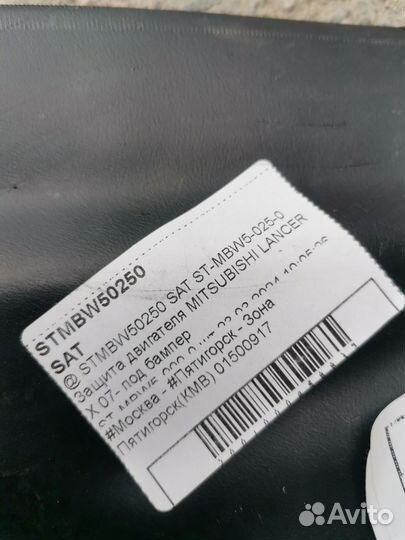 STMBW50250
SAT
@ STMBW50250 SAT ST-MBW5-025-0
Защита двигателя MITSUBISHI LANCER
X 07- под бампер
#Москва - #Пятигорск - Зона
Пятигорск(КМВ) 01500917
Avito